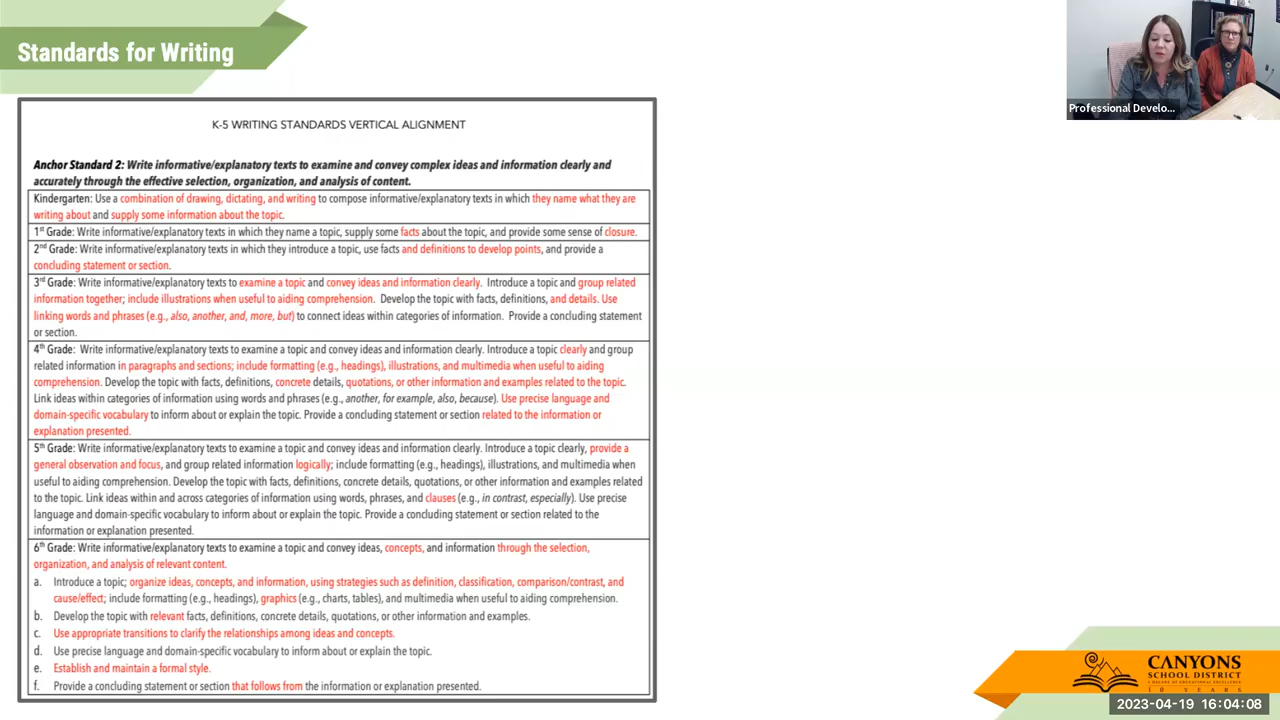 Standards for Writing
Professional Develo...
K-5 WRITING STANDARDS VERTICAL ALIGNMENT
Anchor Standard 2: Write informative/explanatory texts to examine and convey complex ideas and information clearly and
accurately through the effective selection, organization, and analysis of content.
Kindergarten: Use a combination of drawing, dictating, and writing to compose informative/explanatory texts in which they name what they are
writing about and supply some information about the topic.
1st Grade: Write informative/explanatory texts in which they name a topic, supply some facts about the topic, and provide some sense of closure.
2nd Grade: Write informative/explanatory texts in which they introduce a topic, use facts and definitions to develop points, and provide a
concluding statement or section.
3rd Grade: Write informative/explanatory texts to examine a topic and convey ideas and information clearly. Introduce a topic and group related
information together; include illustrations when useful to aiding comprehension. Develop the topic with facts, definitions, and details. Use
linking words and phrases (e.g., also, another, and, more, but) to connect ideas within categories of information. Provide a concluding statement
or section.
4th Grade: Write informative/explanatory texts to examine a topic and convey ideas and information clearly. Introduce a topic clearly and group
related information in paragraphs and sections; include formatting (e.g., headings), illustrations, and multimedia when useful to aiding
comprehension. Develop the topic with facts, definitions, concrete details, quotations, or other information and examples related to the topic.
Link ideas within categories of information using words and phrases (e.g., another, for example, also, because). Use precise language and
domain-specific vocabulary to inform about or explain the topic. Provide a concluding statement or section related to the information or
explanation presented.
5th Grade: Write informative/explanatory texts to examine a topic and convey ideas and information clearly. Introduce a topic clearly, provide a
general observation and focus, and group related information logically; include formatting (e.g., headings), illustrations, and multimedia when
useful to aiding comprehension. Develop the topic with facts, definitions, concrete details, quotations, or other information and examples related
to the topic. Link ideas within and across categories of information using words, phrases, and clauses (e.g., in contrast, especially). Use precise
language and domain-specific vocabulary to inform about or explain the topic. Provide a concluding statement or section related to the
information or explanation presented.
6th Grade: Write informative/explanatory texts to examine a topic and convey ideas, concepts, and information through the selection,
organization, and analysis of relevant content.
a. Introduce a topic; organize ideas, concepts, and information, using strategies such as definition, classification, comparison/contrast, and
cause/effect; include formatting (e.g., headings), graphics (e.g., charts, tables), and multimedia when useful to aiding comprehension.
b. Develop the topic with relevant facts, definitions, concrete details, quotations, or other information and examples.
c. Use appropriate transitions to clarify the relationships among ideas and concepts.
d. Use precise language and domain-specific vocabulary to inform about or explain the topic.
e. Establish and maintain a formal style.
f. Provide a concluding statement or section that follows from the information or explanation presented.
CANYONS
SCHOOL DISTRICT
2023-04-19 16:04:08